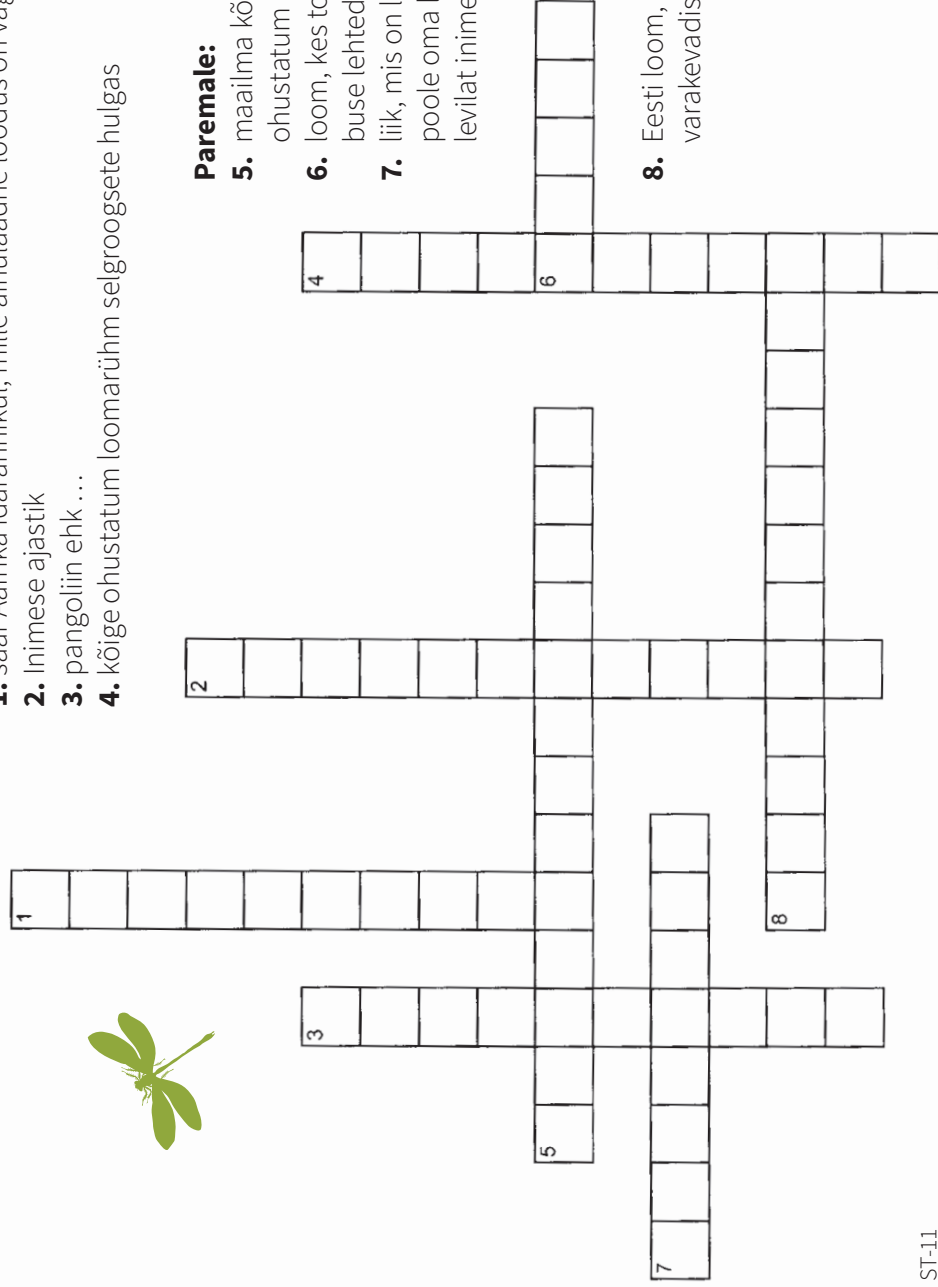 1. saar Aafrika idarannikul, mille ainulaadne loodus on väg
2. Inimese ajastik
3. pangoliin ehk …
4. kõige ohustatum loomarühm selgroogsete hulgas
Paremale:
5. maailma kõ
ohustatum
6. loom, kes to
buse lehted
7. liik, mis on l
poole oma
levilat inime
8. Eesti loom,
varakevadis
1
2
3
4
5
6
7
8
ST-11